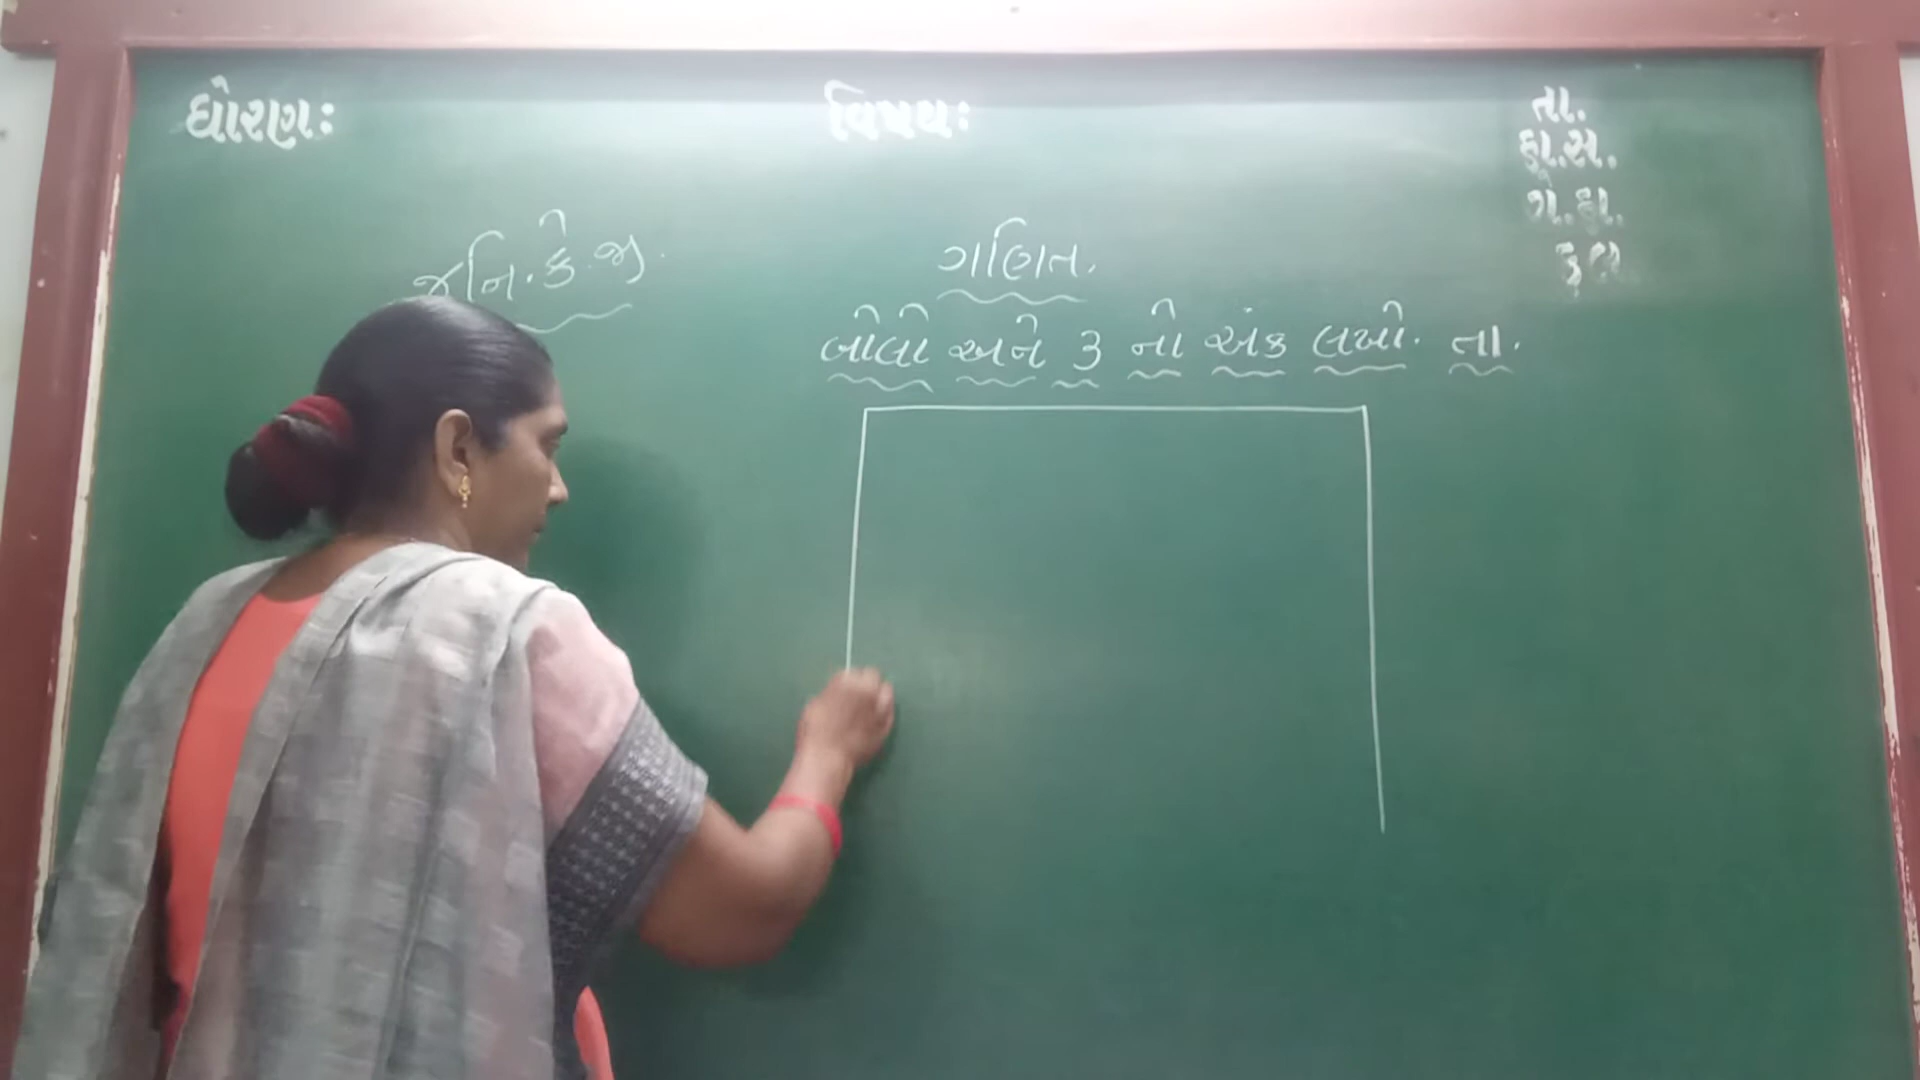 ધોરણઃ
વિષયઃ
તા.
હા.સ.
ગે.હા.
કુલ
જુનિ.કે.જી.
ગણિત.
બોલો અને ૩ નો અંક લખો. તા.